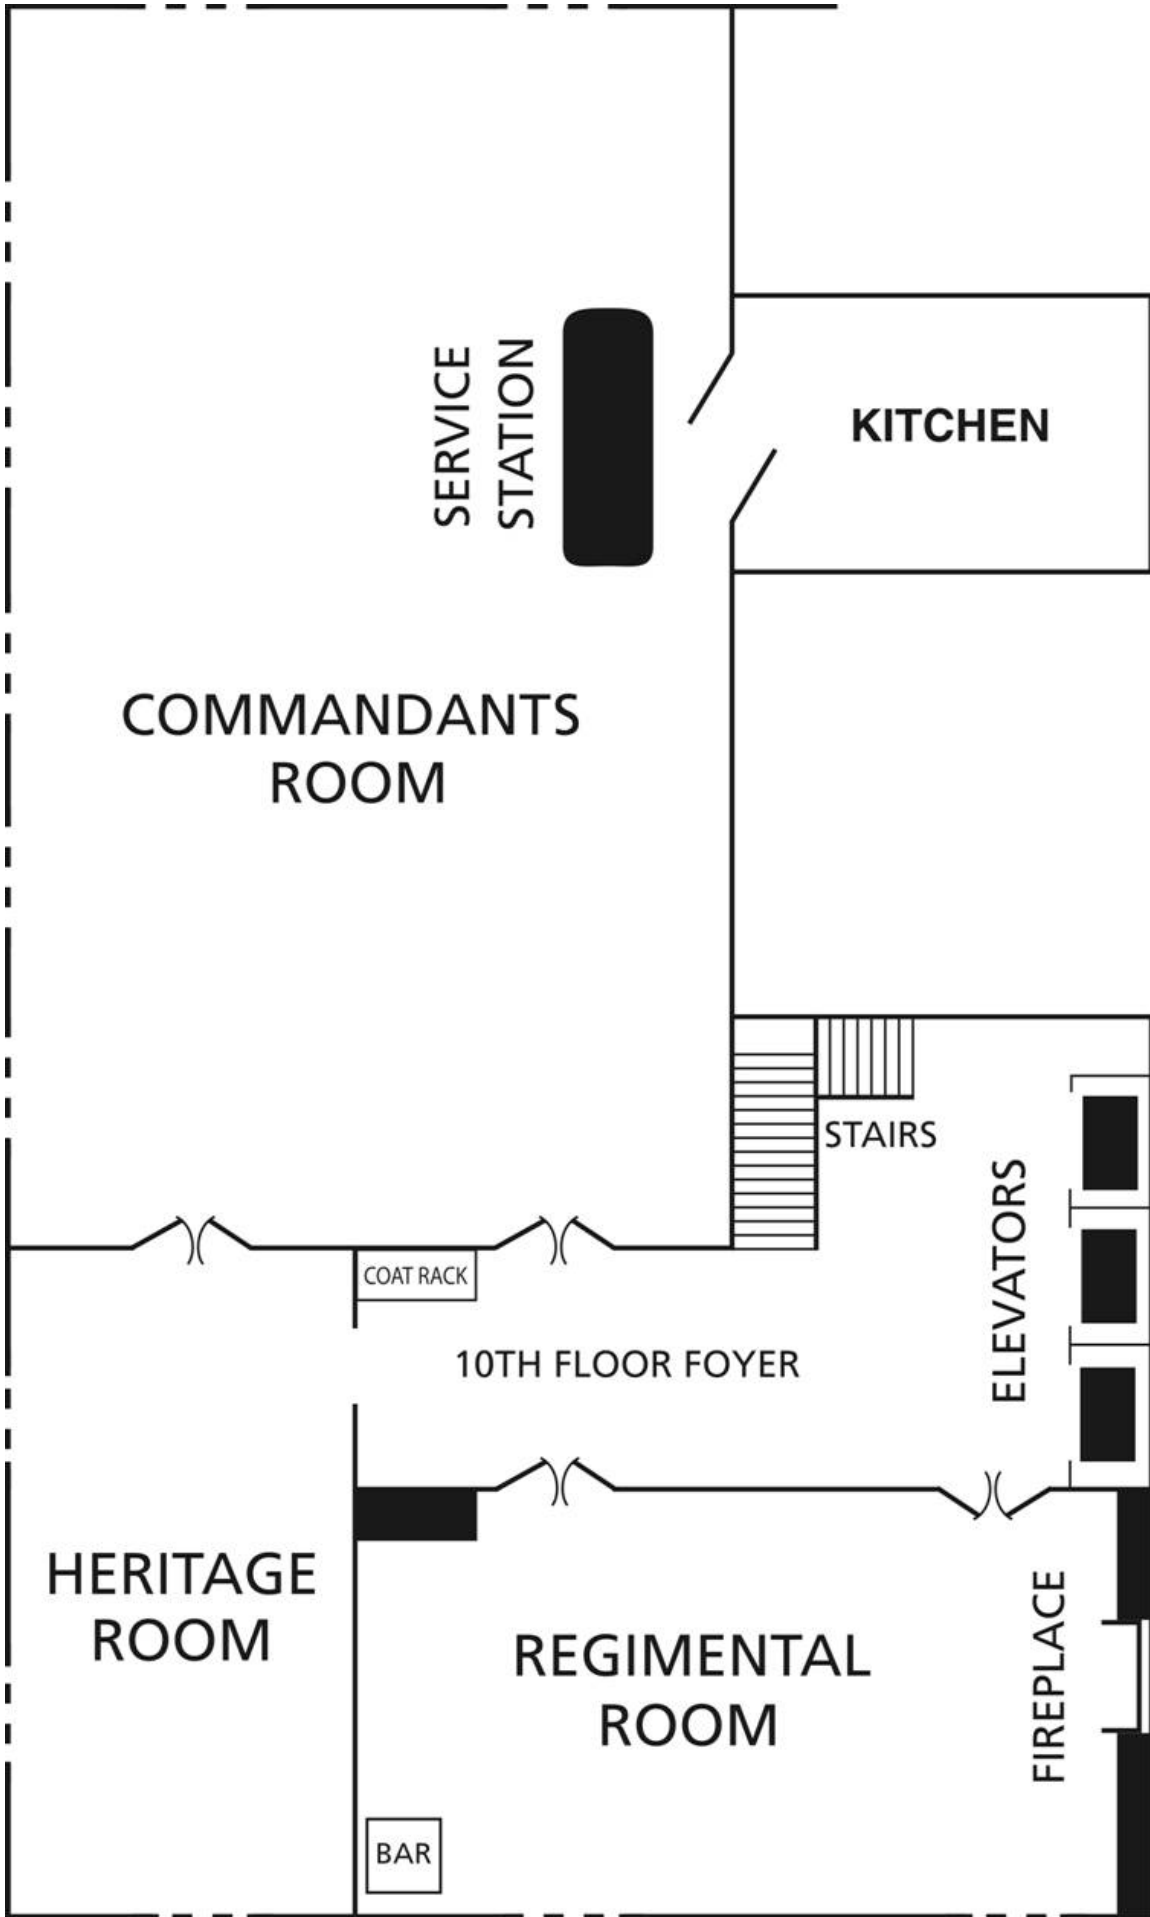 SERVICE
STATION
KITCHEN
COMMANDANTS
ROOM
STAIRS
ELEVATORS
COAT RACK
10TH FLOOR FOYER
HERITAGE
ROOM
REGIMENTAL
ROOM
FIREPLACE
BAR